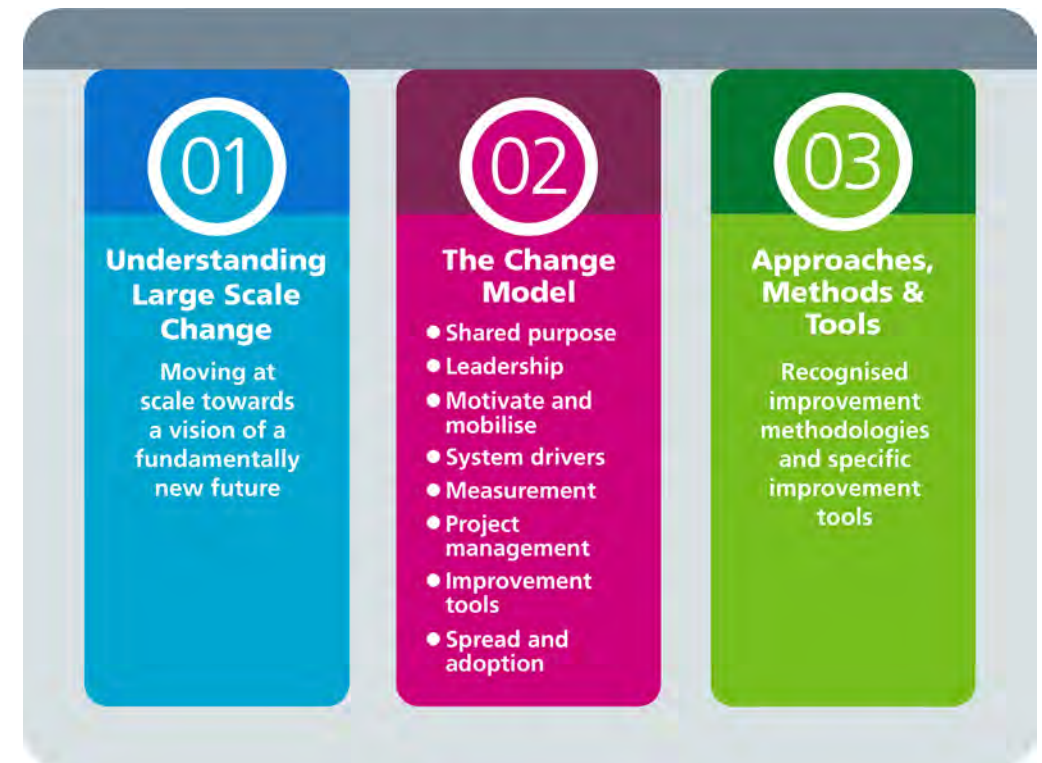 01
Understanding
Large Scale
Change
Moving at
scale towards
a vision of a
fundamentally
new future
02
The Change
Model
● Shared purpose
● Leadership
● Motivate and
mobilise
● System drivers
● Measurement
● Project
management
● Improvement
tools
● Spread and
adoption
03
Approaches,
Methods &
Tools
Recognised
improvement
methodologies
and specific
improvement
tools